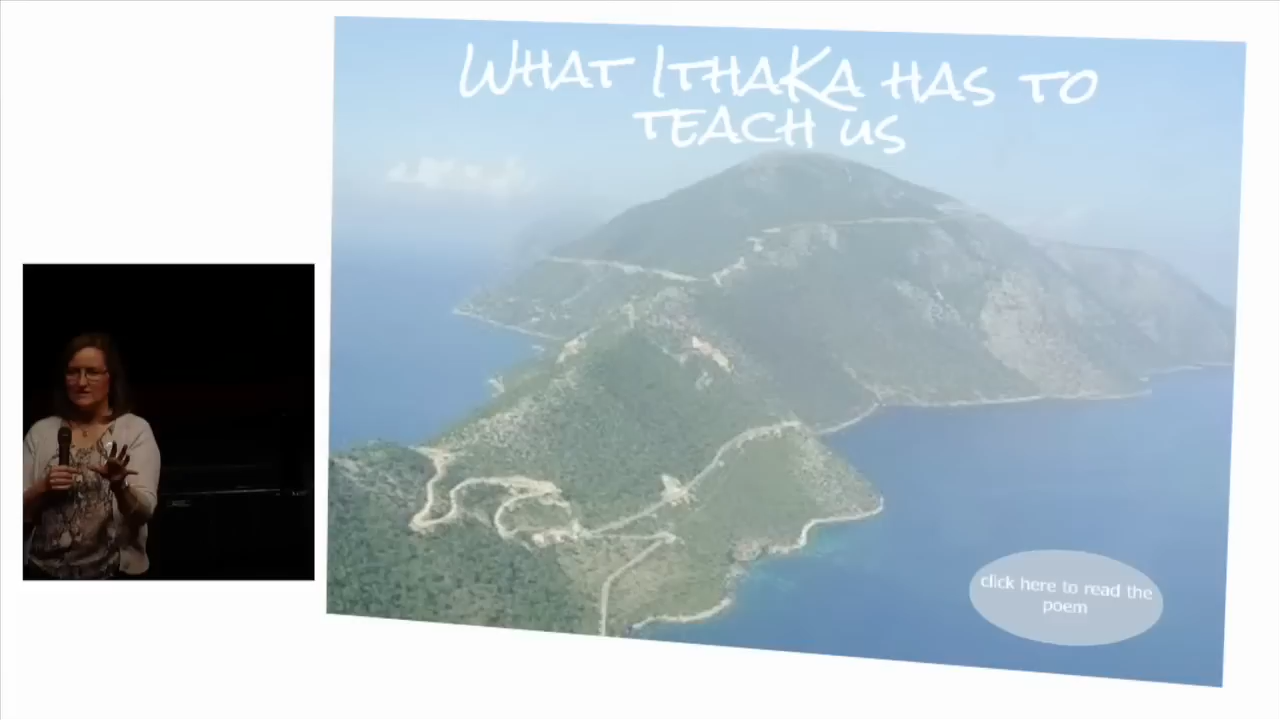 What Ithaka has to
teach us
click here to read the
poem